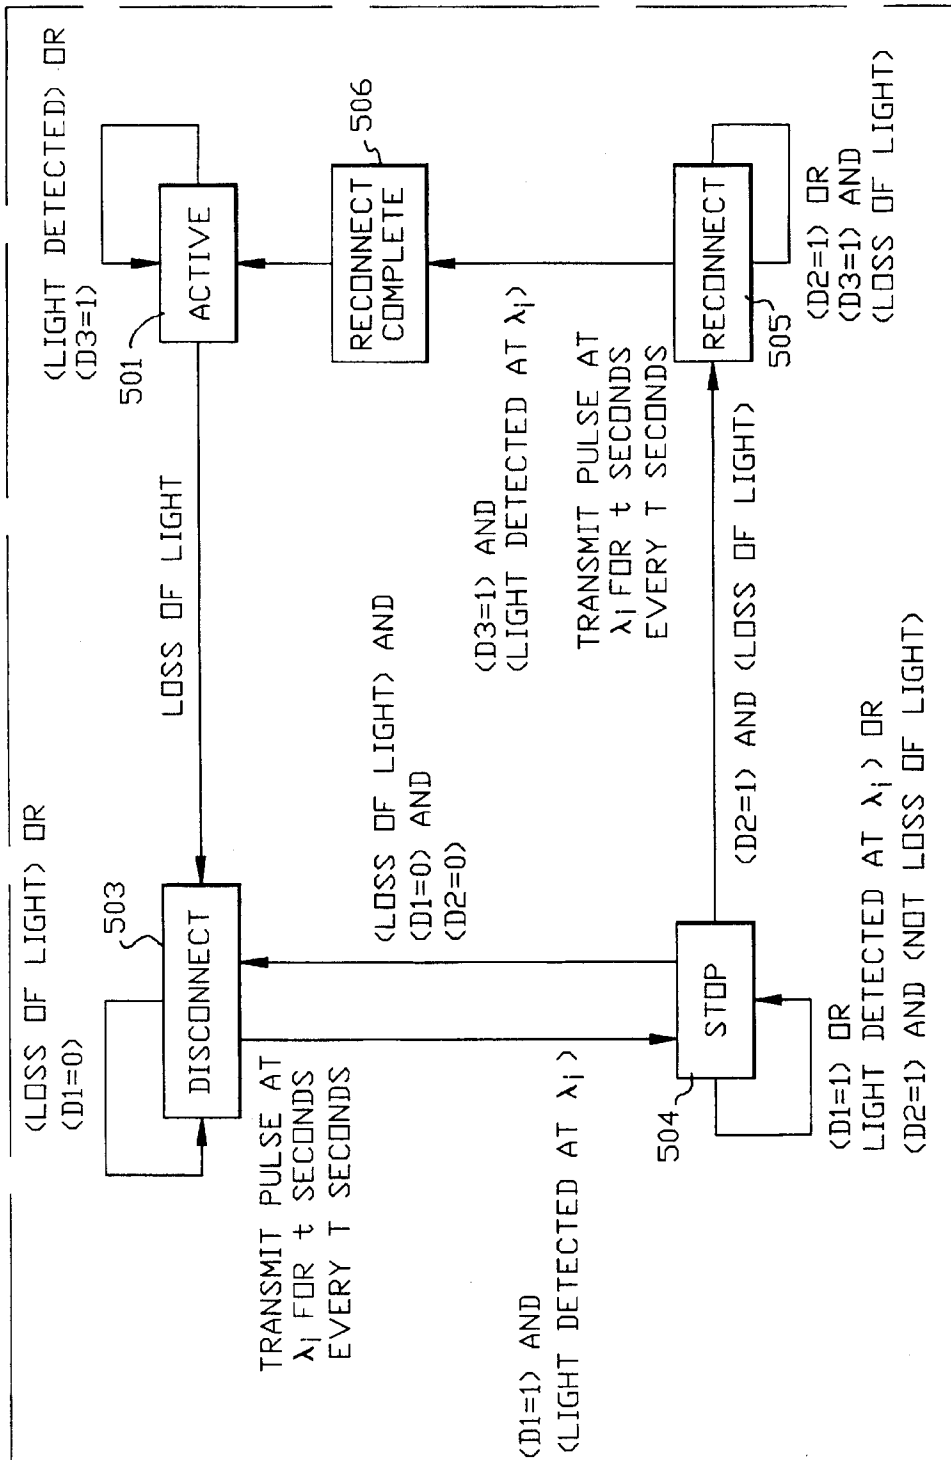 (LOSS OF LIGHT) OR
(D1=0)
503
DISCONNECT
TRANSMIT PULSE AT
λi FOR t SECONDS
EVERY T SECONDS
LOSS OF LIGHT
(LIGHT DETECTED) OR
(D3=1)
501
ACTIVE
506
RECONNECT
COMPLETE
(LOSS OF LIGHT) AND
(D1=0) AND
(D2=0)
(D3=1) AND
(LIGHT DETECTED AT λi)
(D1=1) AND
(LIGHT DETECTED AT λi)
TRANSMIT PULSE AT
λi FOR t SECONDS
EVERY T SECONDS
504
STOP
(D2=1) AND (LOSS OF LIGHT)
RECONNECT
505
(D1=1) OR
LIGHT DETECTED AT λi) OR
(D2=1) AND (NOT LOSS OF LIGHT)
(D2=1) OR
(D3=1) AND
(LOSS OF LIGHT)